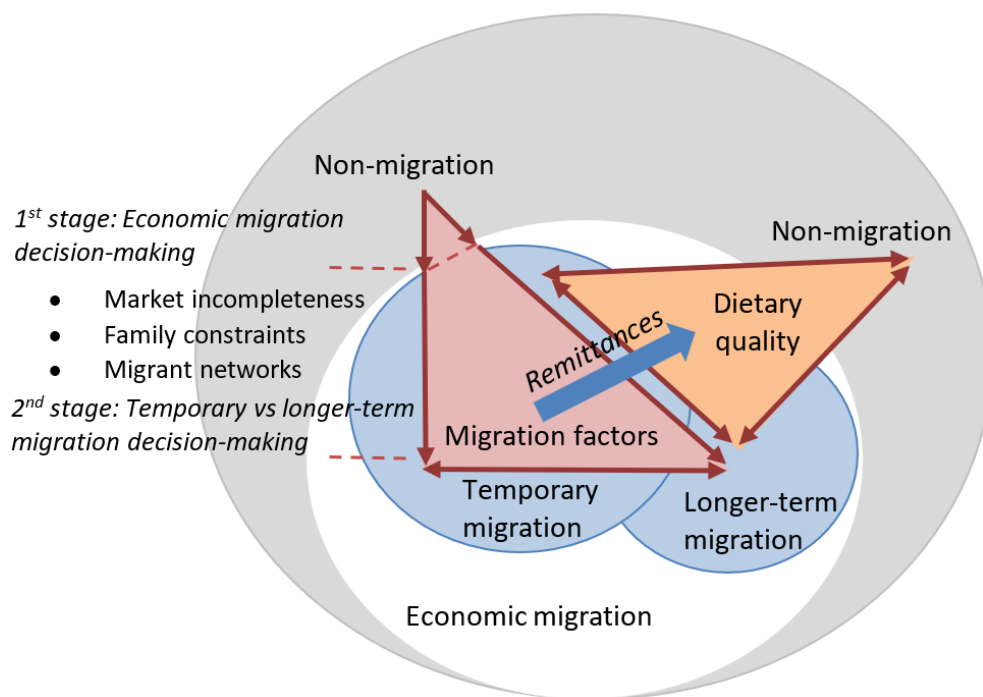 Non-migration
1st stage: Economic migration
decision-making
• Market incompleteness
• Family constraints
• Migrant networks
2nd stage: Temporary vs longer-term
migration decision-making
Non-migration
Dietary
quality
Remittances
Migration factors
Temporary
migration
Longer-term
migration
Economic migration